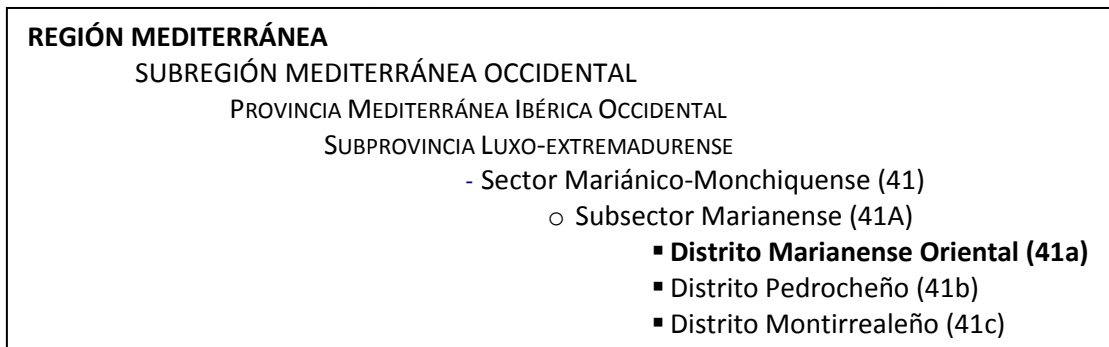 REGIÓN MEDITERRÁNEA
SUBREGIÓN MEDITERRÁNEA OCCIDENTAL
PROVINCIA MEDITERRÁNEA IBÉRICA OCCIDENTAL
SUBPROVINCIA LUXO-EXTREMADURENSE
- Sector Mariánico-Monchiquense (41)
○ Subsector Marianense (41A)
▪ Distrito Marianense Oriental (41a)
▪ Distrito Pedrocheño (41b)
▪ Distrito Montirrealeño (41c)